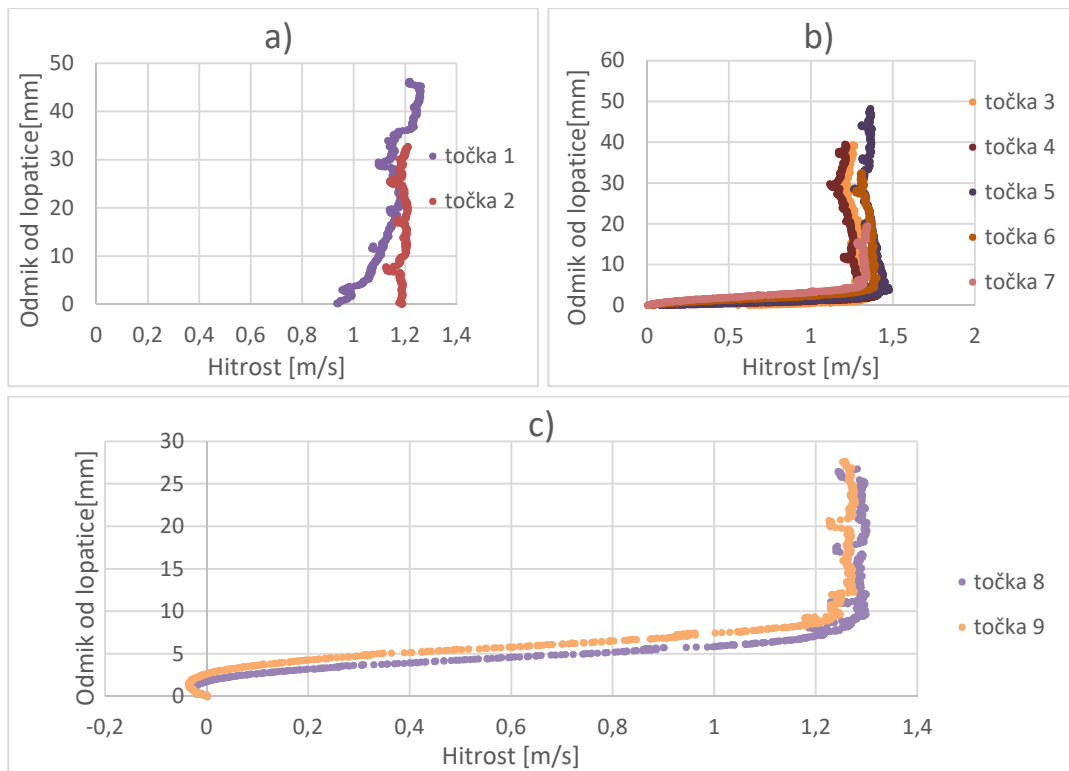 a)
Odmik od lopatice[mm]
50
40
30
20
10
0
0 0,2 0,4 0,6 0,8 1 1,2 1,4
Hitrost [m/s]
točka 1
točka 2
b)
Odmik od lopatice[mm]
60
50
40
30
20
10
0
0 0,5 1 1,5 2
Hitrost [m/s]
točka 3
točka 4
točka 5
točka 6
točka 7
c)
Odmik od lopatice[mm]
30
25
20
15
10
5
0
-0,2 0 0,2 0,4 0,6 0,8 1 1,2 1,4
Hitrost [m/s]
točka 8
točka 9